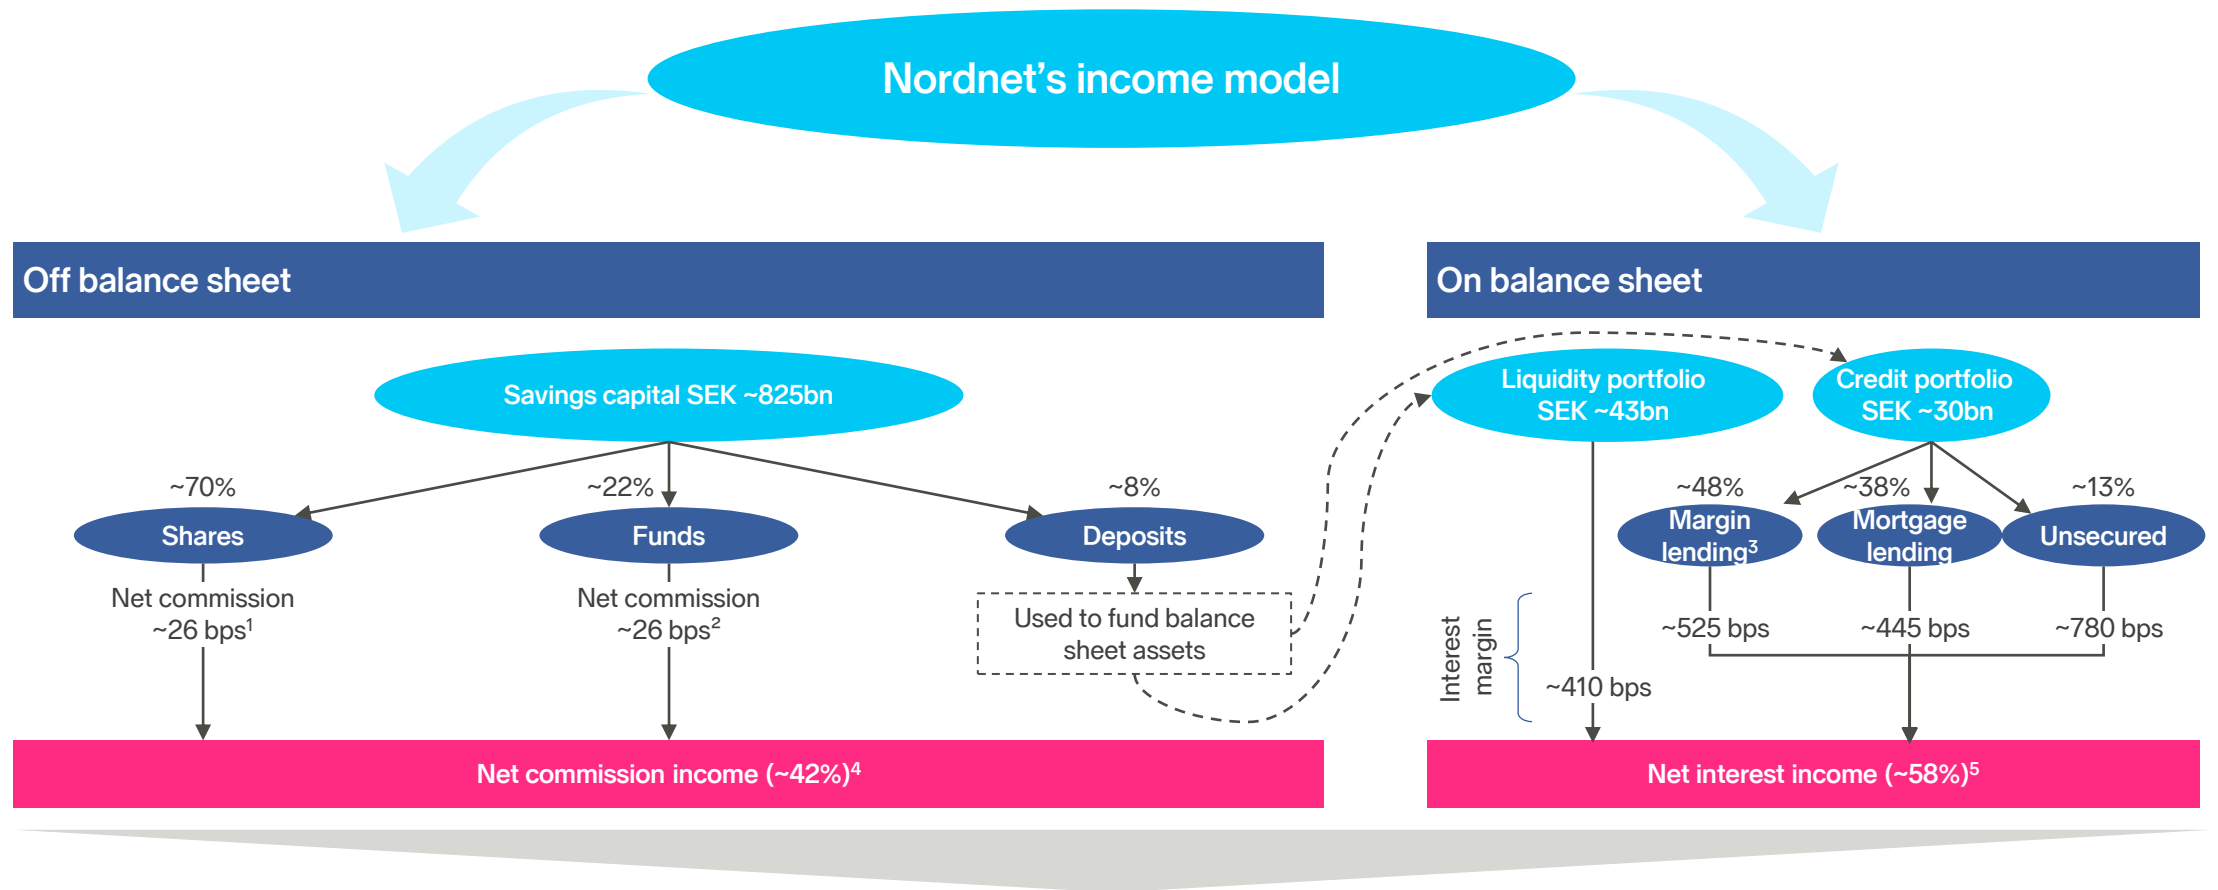 Nordnet's income model
Off balance sheet
On balance sheet
Savings capital SEK ~825bn
Liquidity portfolio
SEK ~43bn
Credit portfolio
SEK ~30bn
~70%
~22%
~8%
~48%
~38%
~13%
Shares
Funds
Deposits
Margin
lending³
Mortgage
lending
Unsecured
Net commission
~26 bps¹
Net commission
~26 bps²
Used to fund balance
sheet assets
Interest
margin
~410 bps
~525 bps
~445 bps
~780 bps
Net commission income (~42%)⁴
Net interest income (~58%)⁵